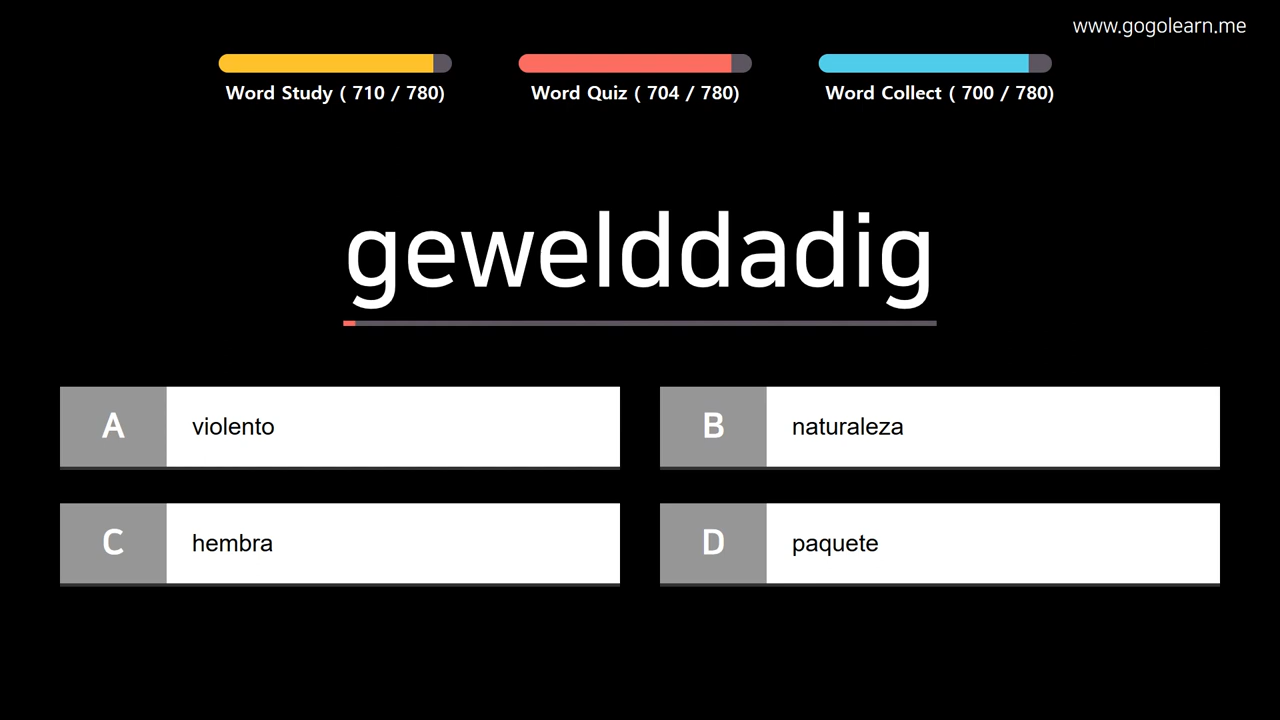 www.gogolearn.me
Word Study ( 710 / 780)
Word Quiz ( 704 / 780)
Word Collect ( 700 / 780)
gewelddadig
A
violento
B
naturaleza
C
hembra
D
paquete